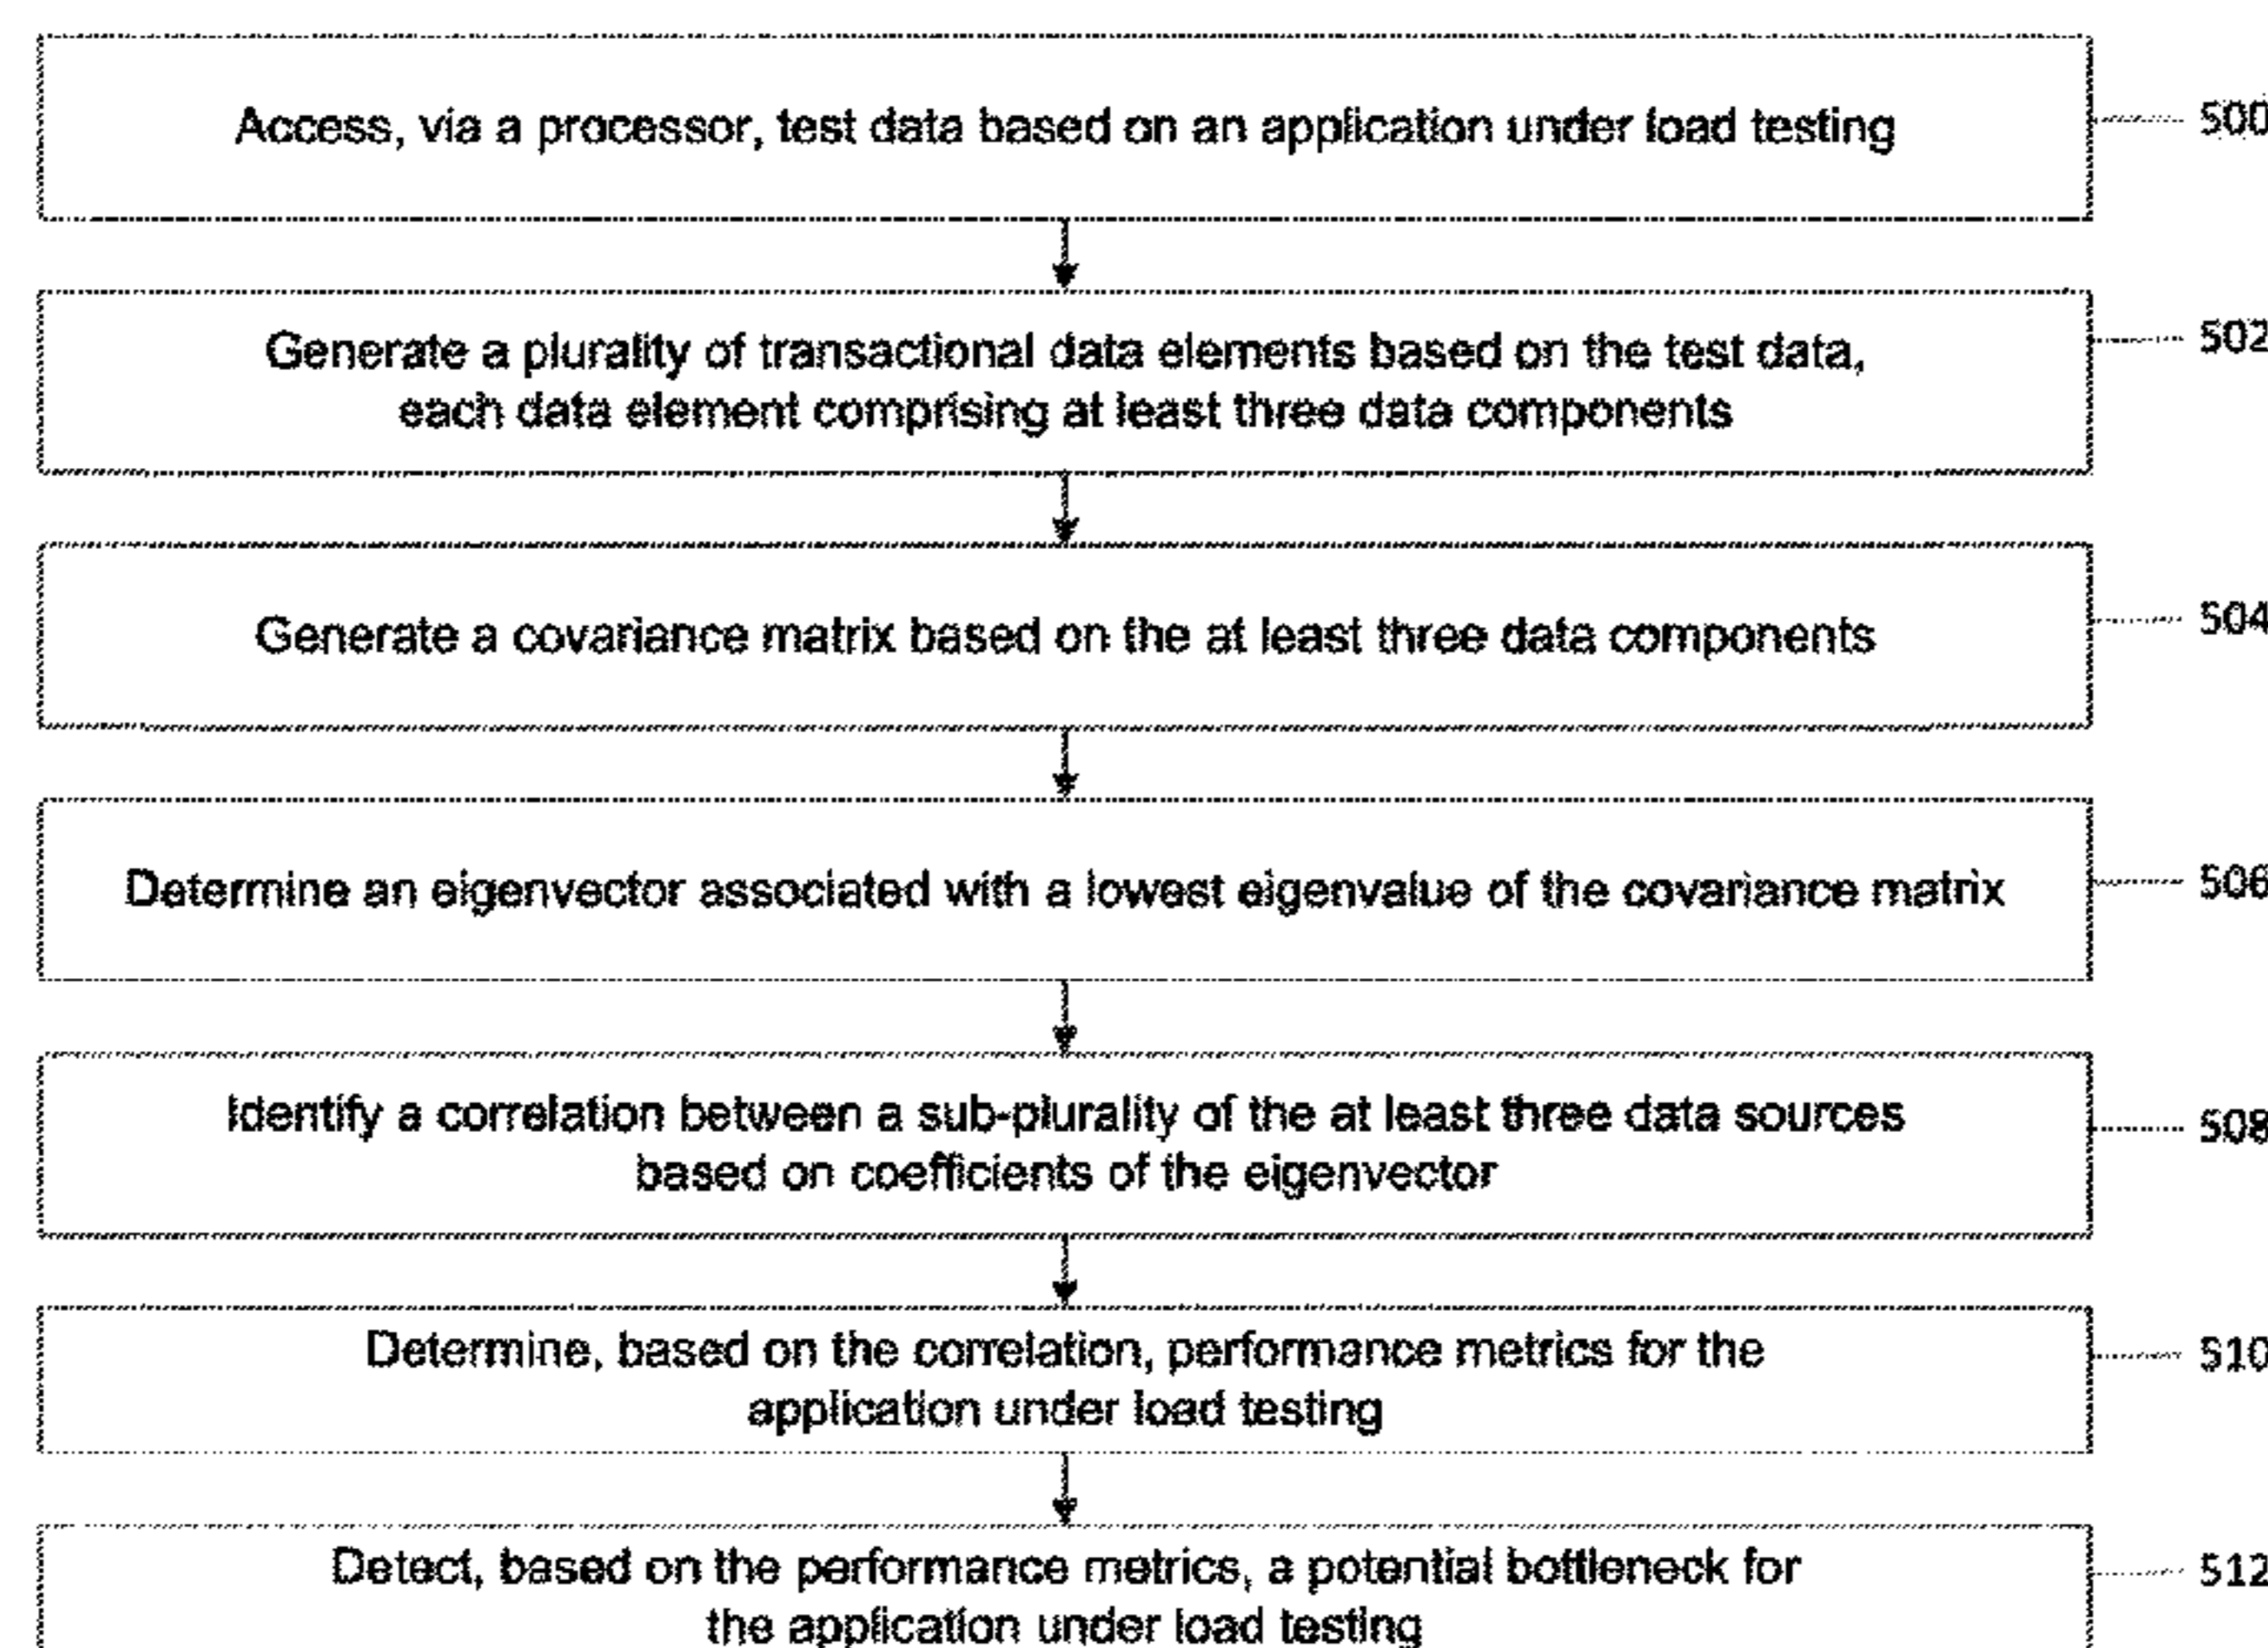 Access, via a processor, test data based on an application under load testing
500
Generate a plurality of transactional data elements based on the test data,
each data element comprising at least three data components
502
Generate a covariance matrix based on the at least three data components
504
Determine an eigenvector associated with a lowest eigenvalue of the covariance matrix
506
Identify a correlation between a sub-plurality of the at least three data sources
based on coefficients of the eigenvector
508
Determine, based on the correlation, performance metrics for the
application under load testing
510
Detect, based on the performance metrics, a potential bottleneck for
the application under load testing
512